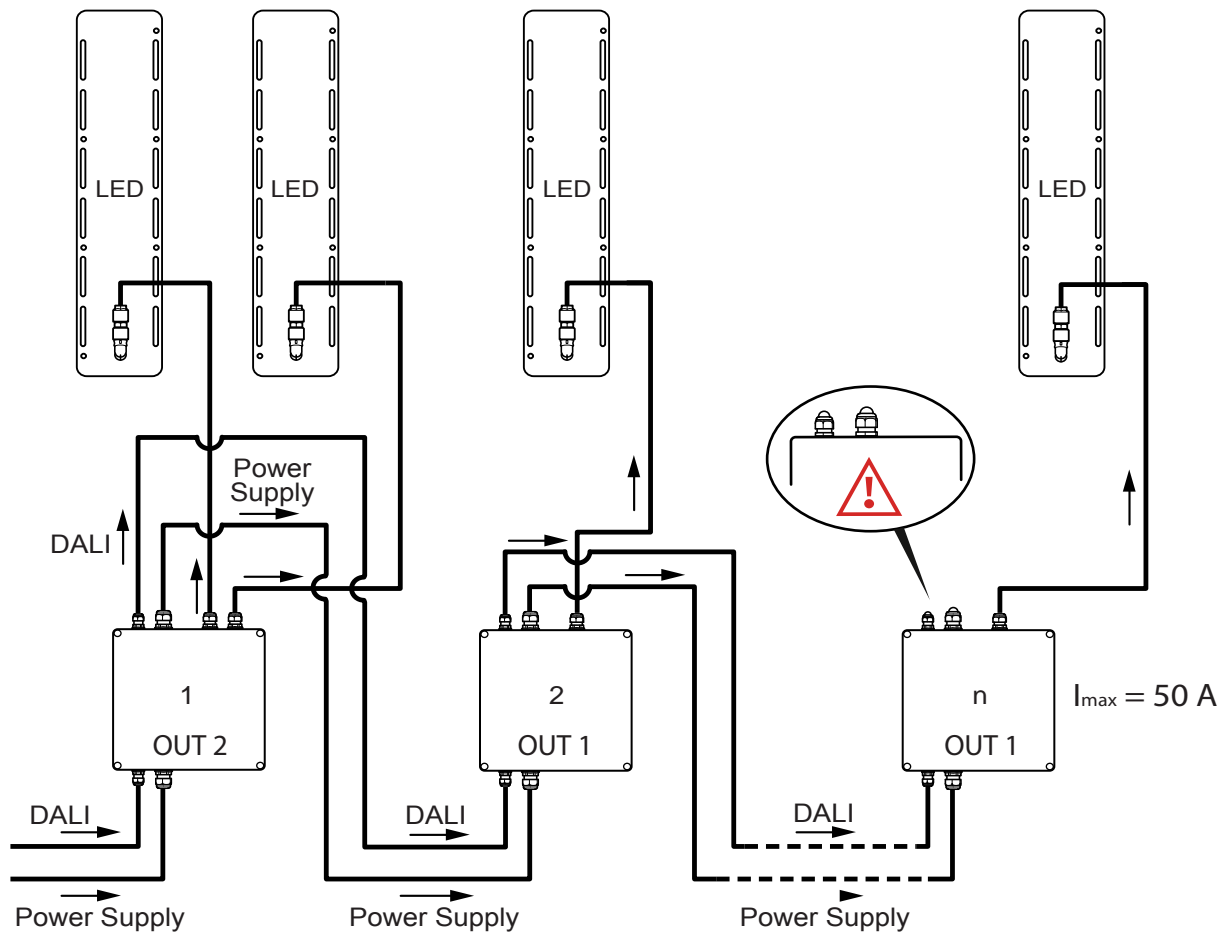 LED
LED
LED
LED
Power
Supply
DALI
1
OUT 2
2
OUT 1
n
OUT 1
Imax = 50 A
DALI
DALI
DALI
Power Supply
Power Supply
Power Supply
!